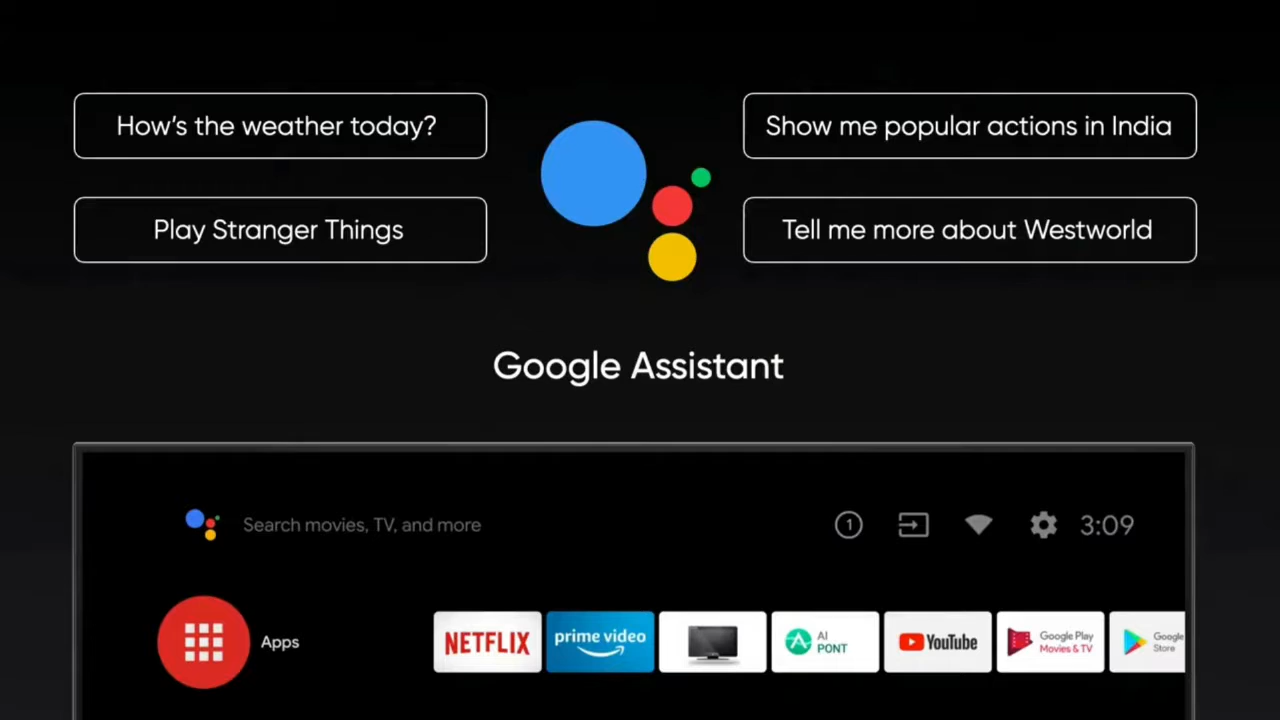 How's the weather today?
Show me popular actions in India
Play Stranger Things
Tell me more about Westworld
Google Assistant
Search movies, TV, and more
1
3:09
Apps
NETFLIX
prime video
AI
PONT
YouTube
Google Play
Movies & TV
Google
Store